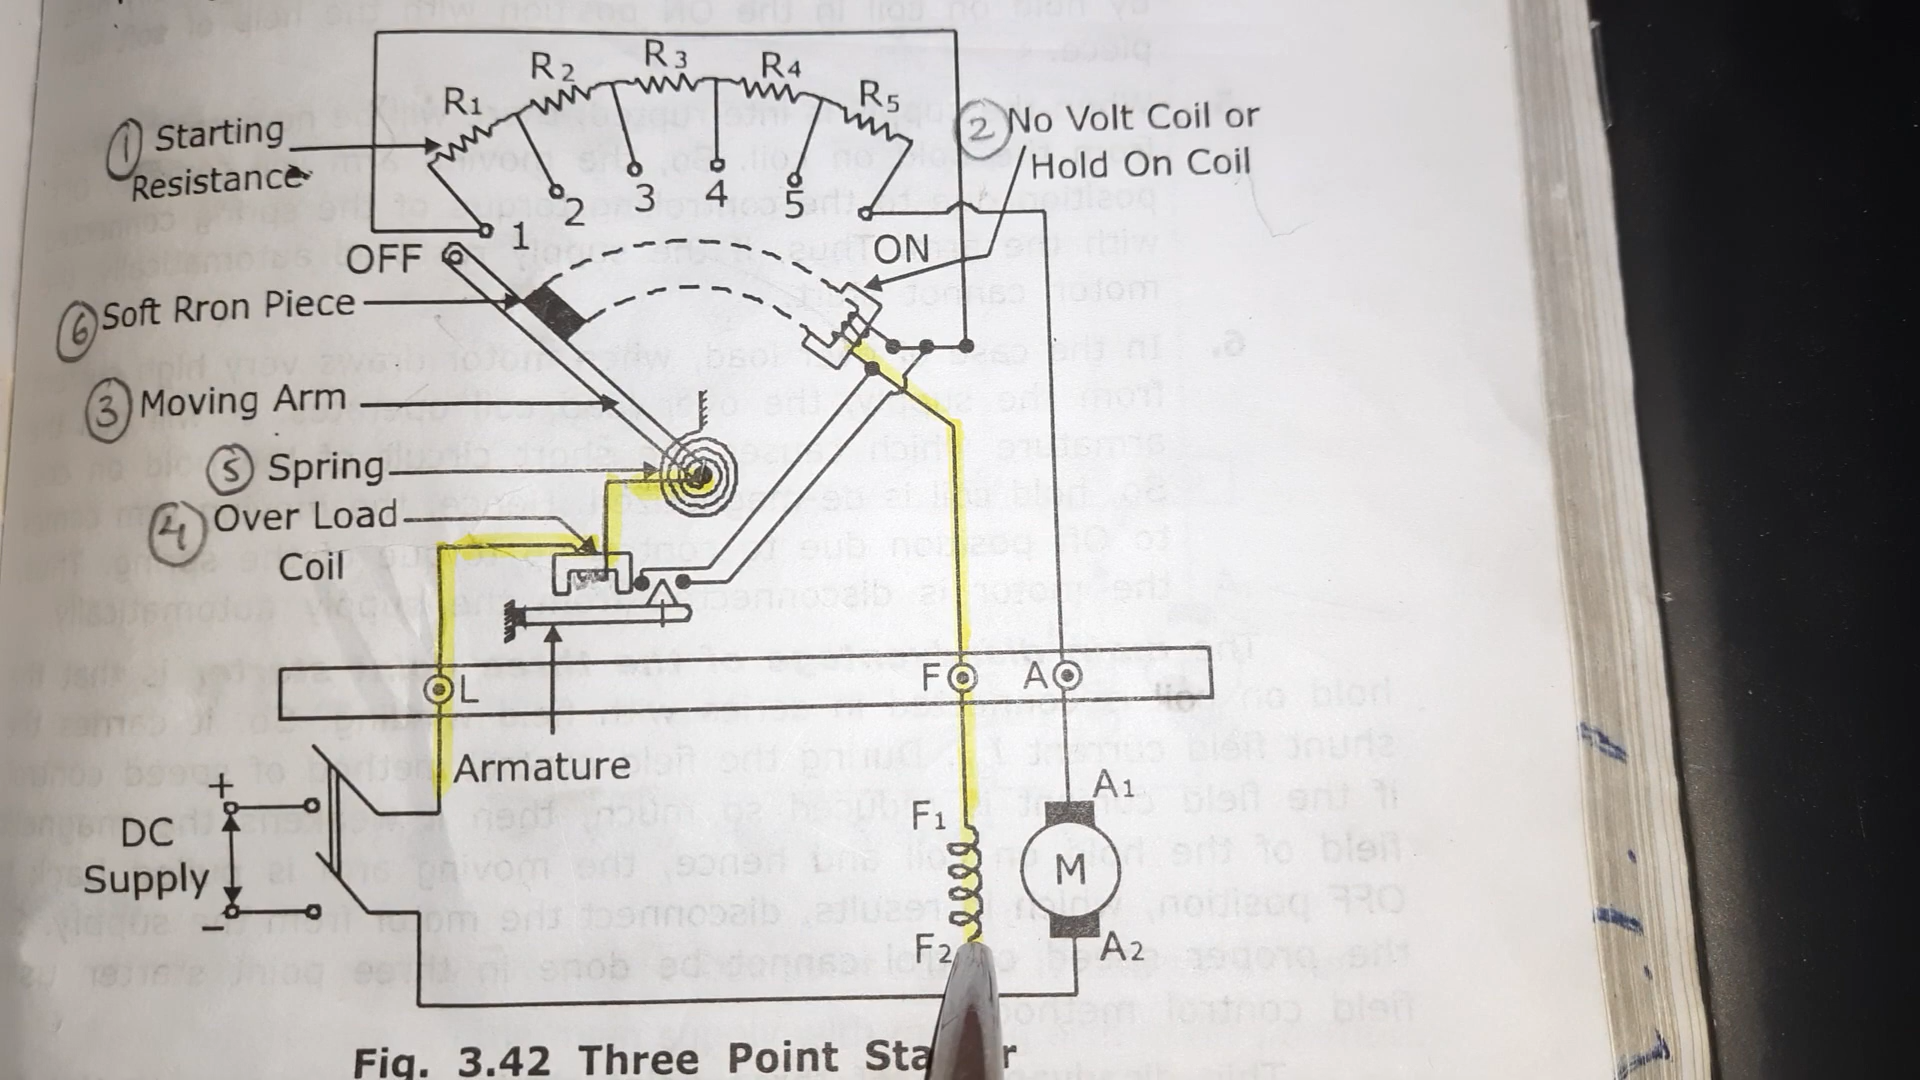 R1
R2
R3
R4
R5
1 Starting
Resistance
2 No Volt Coil or
Hold On Coil
1
2
3
4
5
OFF
ON
6 Soft Rron Piece
3 Moving Arm
5 Spring
4 Over Load
Coil
L
F
A
Armature
+
DC
Supply
−
F1
F2
A1
M
A2
Fig. 3.42 Three Point